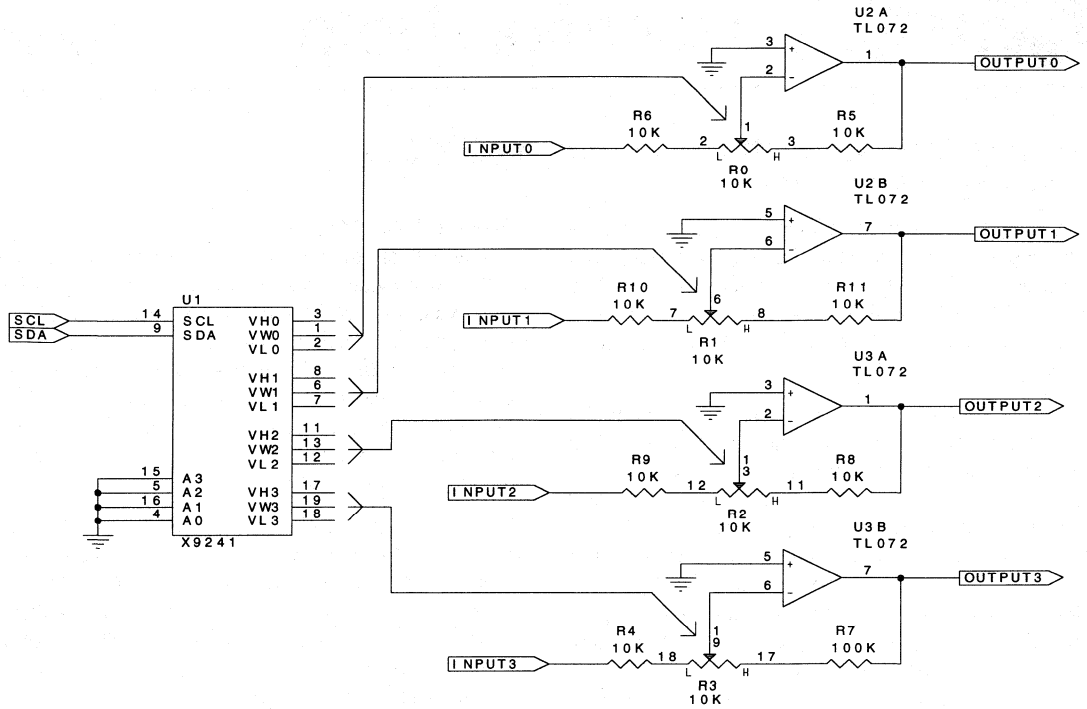 U2A
TL072
3
+
2
-
1
OUTPUT0
R6
10K
R5
10K
INPUT0
2
L
1
H
3
R0
10K
U2B
TL072
5
+
6
-
7
OUTPUT1
R10
10K
R11
10K
INPUT1
7
L
6
H
8
R1
10K
U1
SCL
14
SCL
SDA
9
SDA
VH0
3
VW0
1
VL0
2
VH1
8
VW1
6
VL1
7
VH2
11
VW2
13
VL2
12
15
A3
5
A2
16
A1
4
A0
VH3
17
VW3
19
VL3
18
X9241
U3A
TL072
3
+
2
-
1
OUTPUT2
R9
10K
R8
10K
INPUT2
12
L
13
H
11
R2
10K
U3B
TL072
5
+
6
-
7
OUTPUT3
R4
10K
R7
100K
INPUT3
18
L
19
H
17
R3
10K